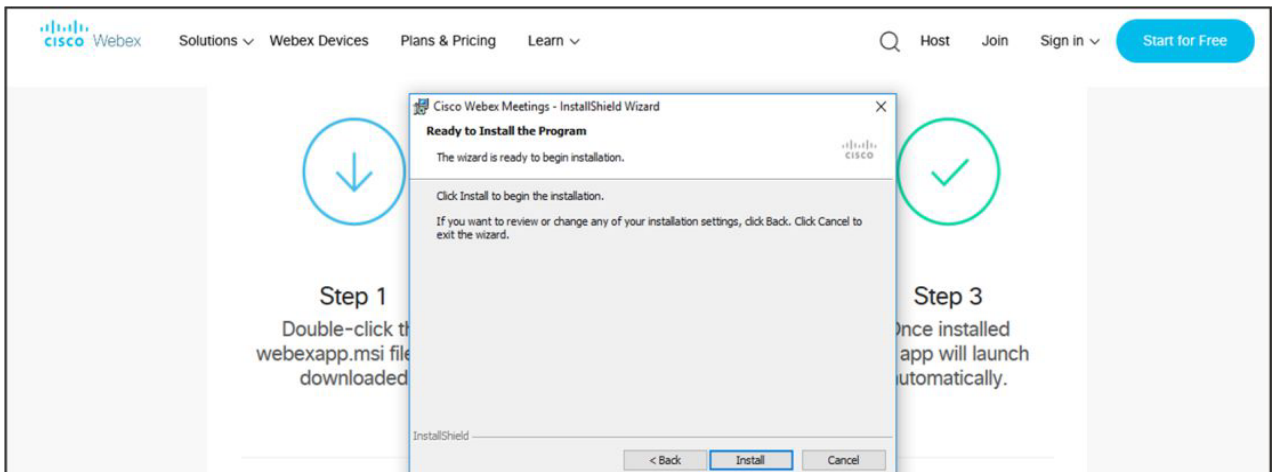 CISCO Webex Solutions Webex Devices Plans & Pricing Learn Host Join Sign in Start for Free
Cisco Webex Meetings - InstallShield Wizard
Ready to Install the Program
The wizard is ready to begin installation.
CISCO
Click Install to begin the installation.
If you want to review or change any of your installation settings, click Back. Click Cancel to
exit the wizard.
InstallShield
< Back Install Cancel
Step 1
Double-click
webexapp.msi
downloaded
Step 3
installed
app will launch
automatically.